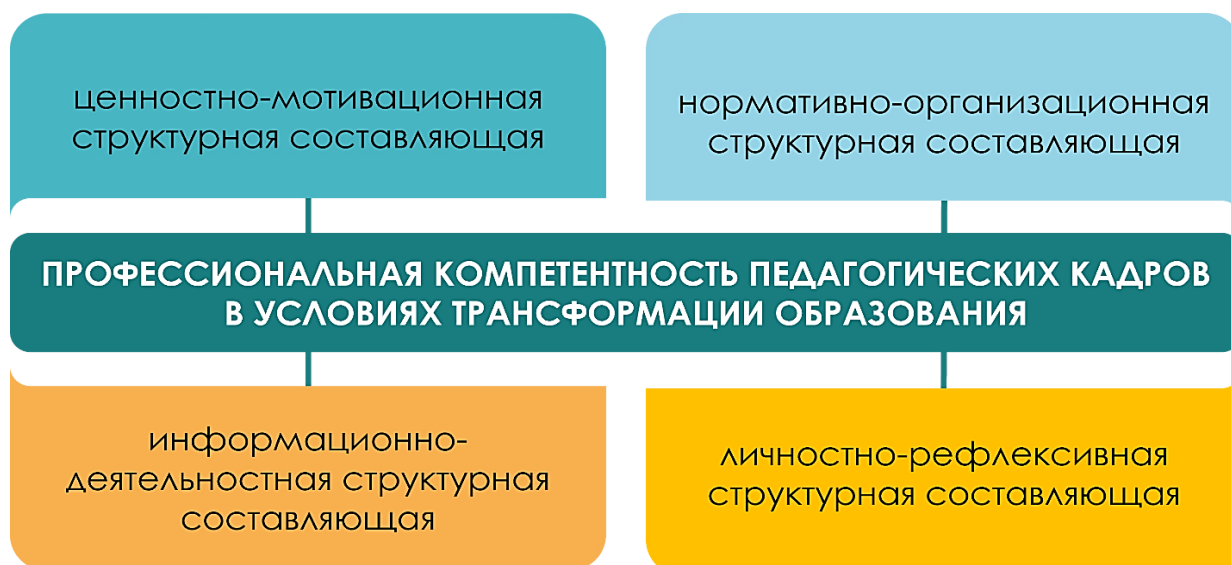 ценностно-мотивационная
структурная составляющая
нормативно-организационная
структурная составляющая
ПРОФЕССИОНАЛЬНАЯ КОМПЕТЕНТНОСТЬ ПЕДАГОГИЧЕСКИХ КАДРОВ
В УСЛОВИЯХ ТРАНСФОРМАЦИИ ОБРАЗОВАНИЯ
информационно-
деятельностная структурная
составляющая
личностно-рефлексивная
структурная составляющая